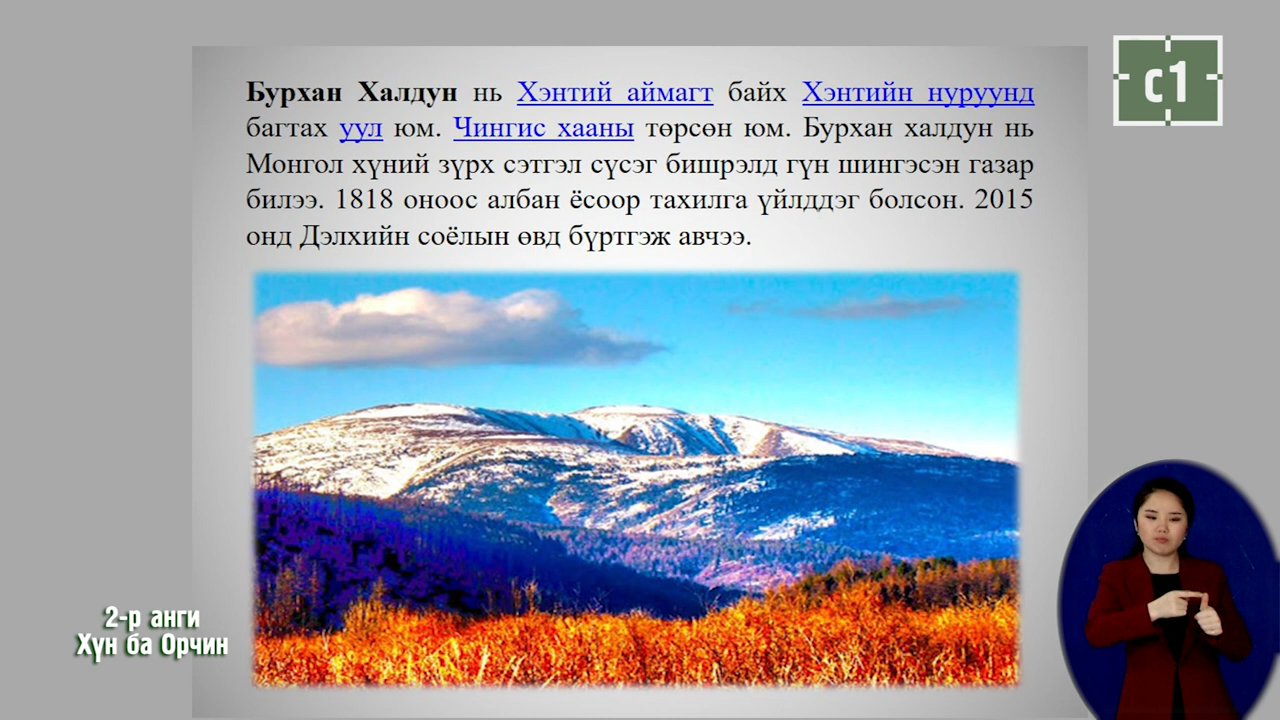 Бурхан Халдун нь Хэнтий аймагт байх Хэнтийн нуруунд
багтах уул юм. Чингис хааны төрсөн юм. Бурхан халдун нь
Монгол хүний зүрх сэтгэл сүсэг бишрэлд гүн шингэсэн газар
билээ. 1818 оноос албан ёсоор тахилга үйлддэг болсон. 2015
онд Дэлхийн соёлын өвд бүртгэж авчээ.
c1
2-р анги
Хүн ба Орчин